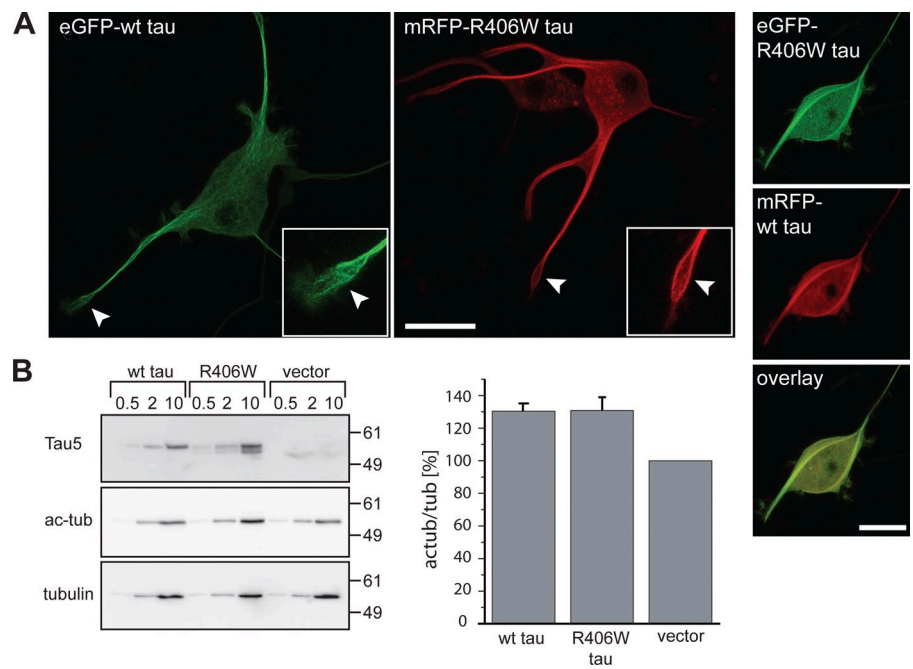 A
eGFP-wt tau
mRFP-R406W tau
eGFP-
R406W tau
mRFP-
wt tau
overlay
B
wt tau R406W vector
0.5 2 10 0.5 2 10 0.5 2 10
Tau5
61
49
ac-tub
61
49
tubulin
61
49
actub/tub [%]
140
120
100
80
60
40
20
0
wt tau
R406W
tau
vector